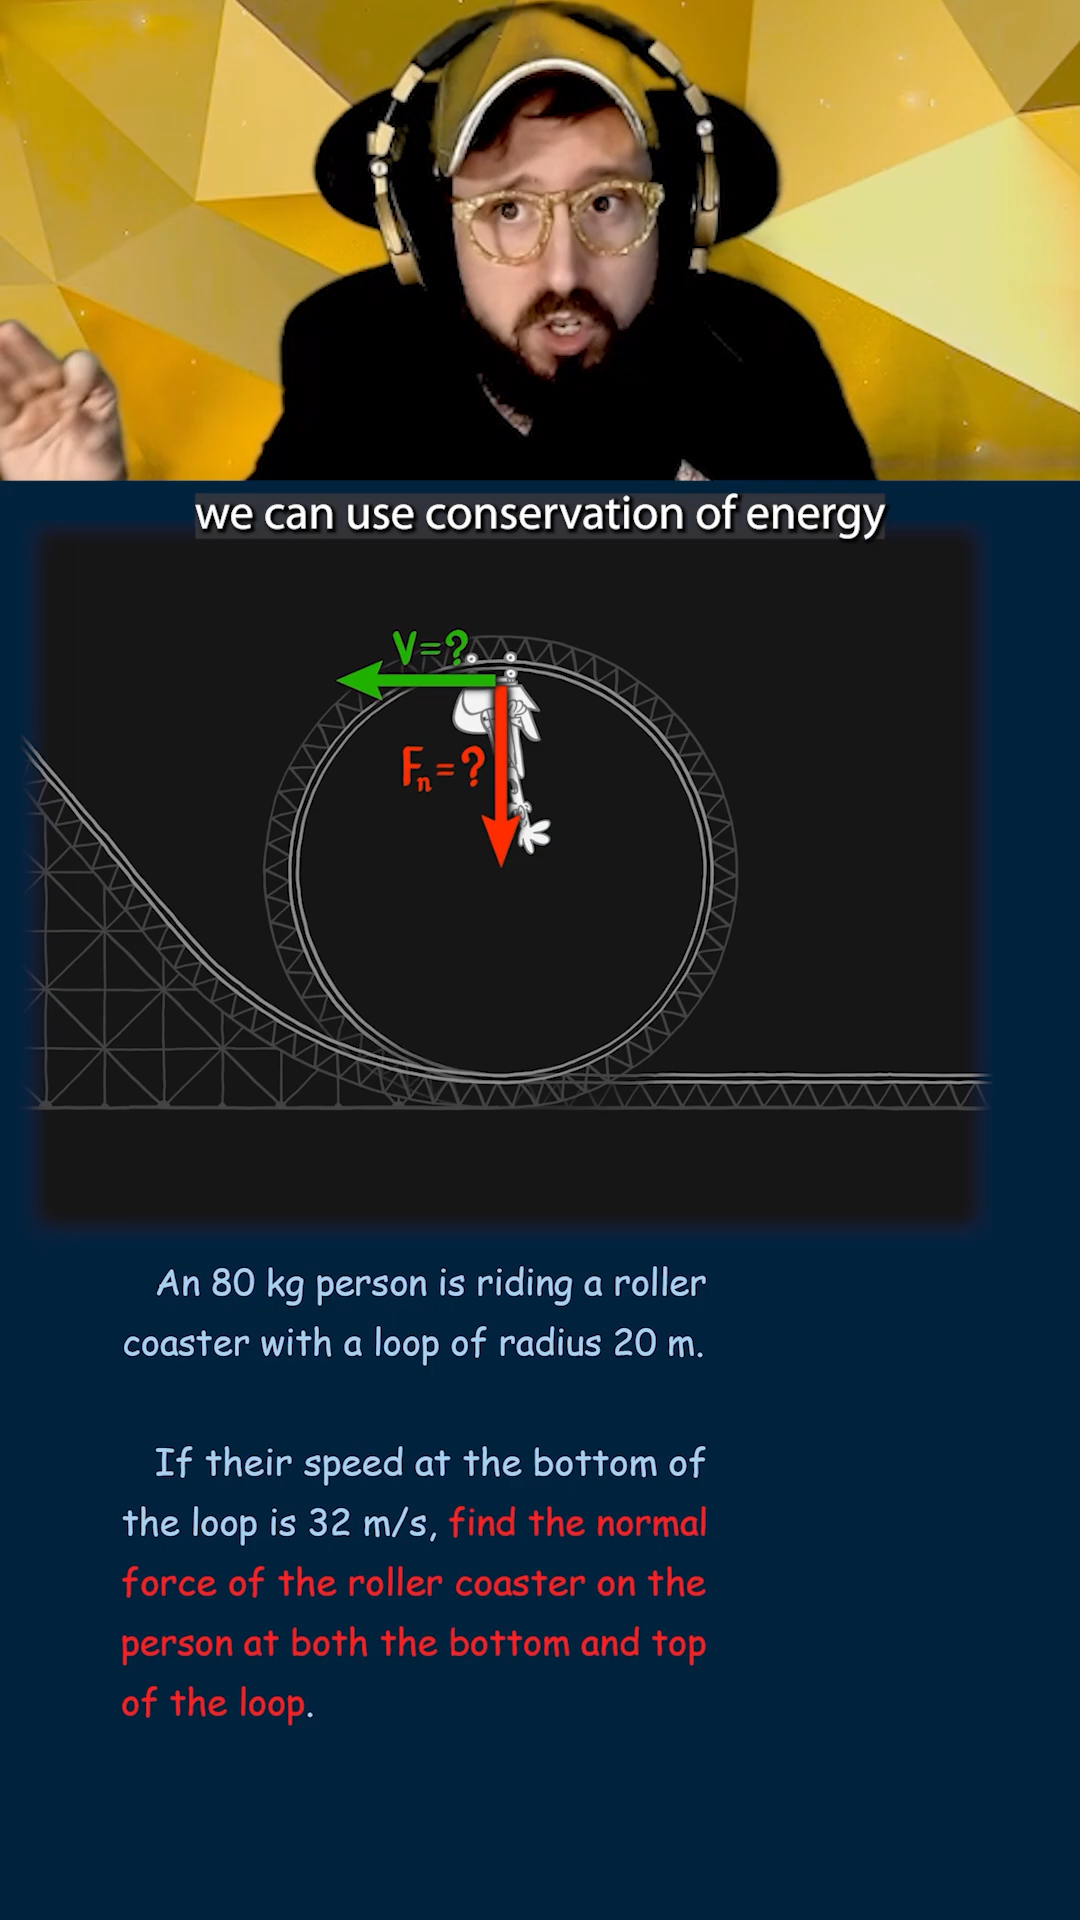 we can use conservation of energy
V=?
Fn=?
An 80 kg person is riding a roller
coaster with a loop of radius 20 m.
If their speed at the bottom of
the loop is 32 m/s, find the normal
force of the roller coaster on the
person at both the bottom and top
of the loop.